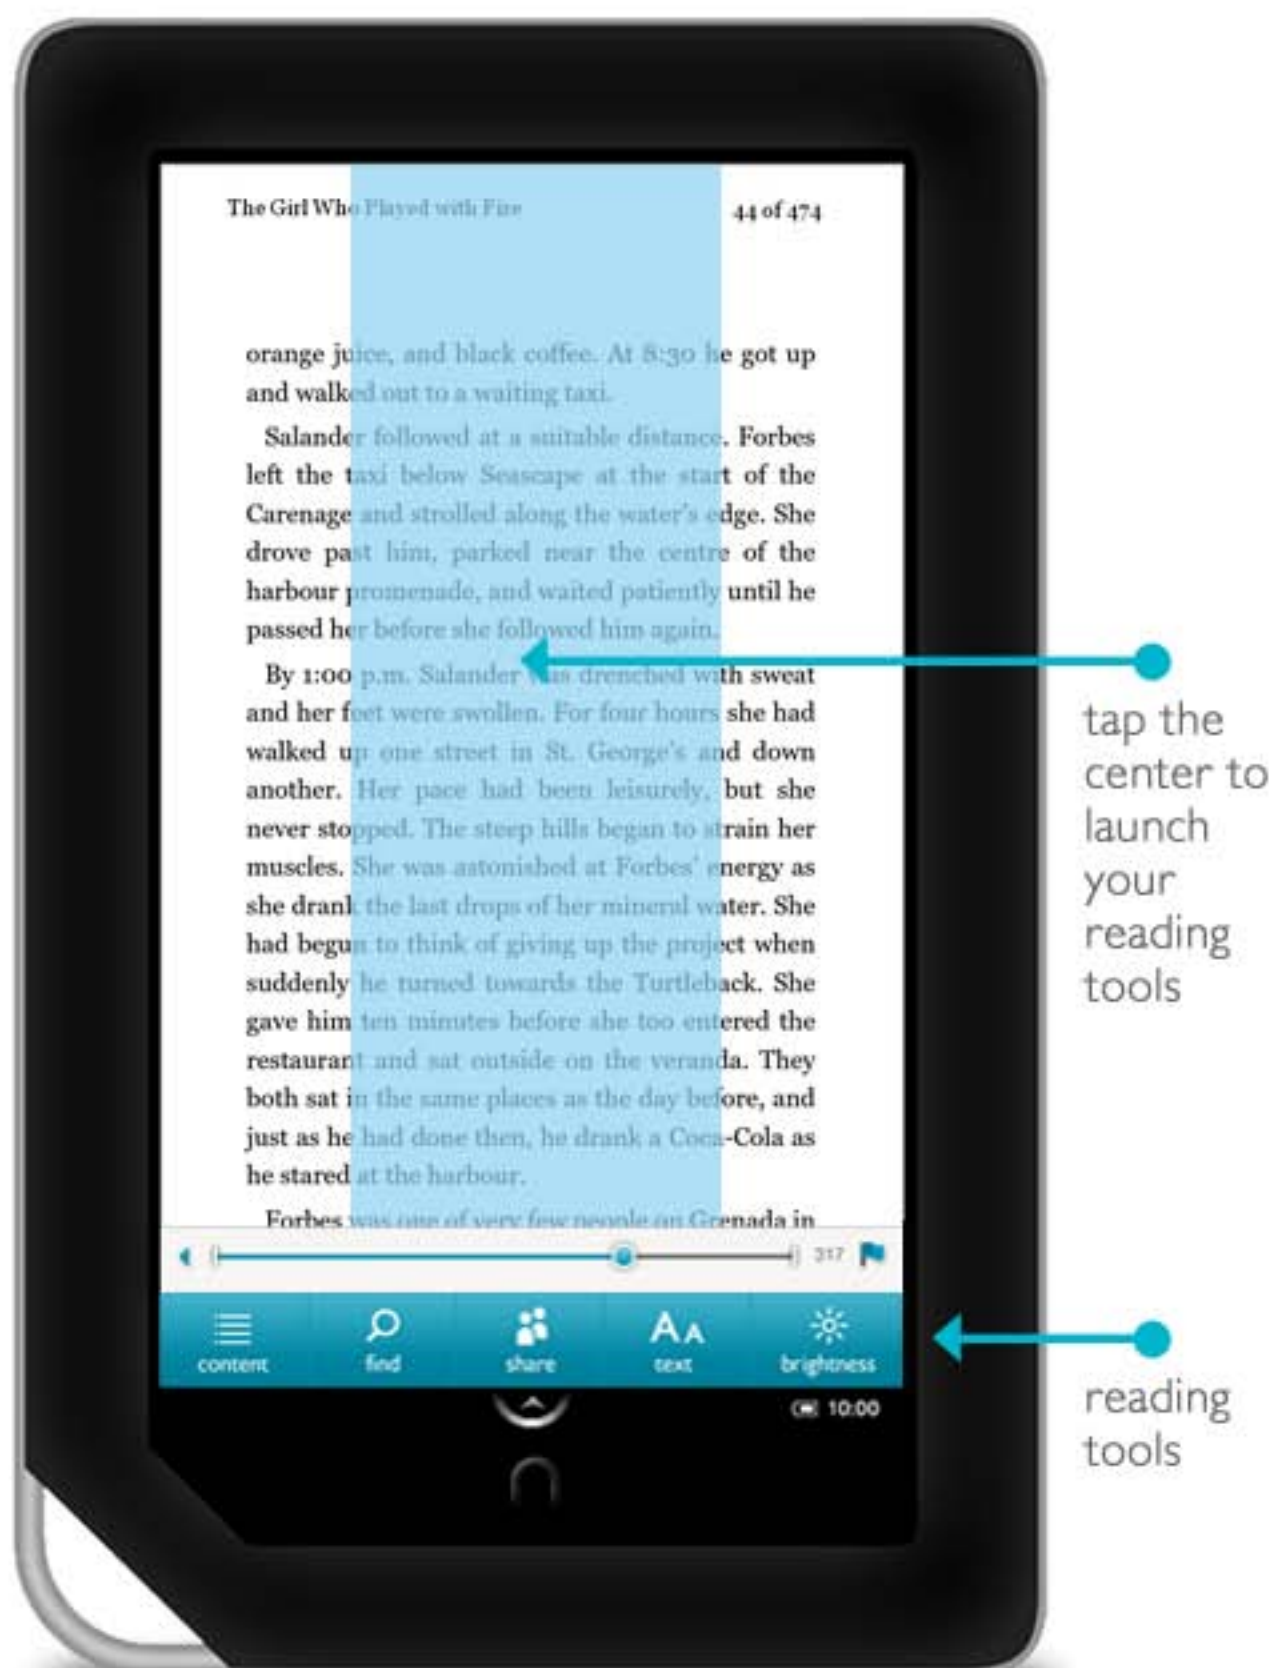 The Girl Who Played with Fire 44 of 474
orange juice, and black coffee. At 8:30 he got up
and walked out to a waiting taxi.
Salander followed at a suitable distance. Forbes
left the taxi below Seascape at the start of the
Carenage and strolled along the water's edge. She
drove past him, parked near the centre of the
harbour promenade, and waited patiently until he
passed her before she followed him again.
By 1:00 p.m. Salander was drenched with sweat
and her feet were swollen. For four hours she had
walked up one street in St. George's and down
another. Her pace had been leisurely, but she
never stopped. The steep hills began to strain her
muscles. She was astonished at Forbes' energy as
she drank the last drops of her mineral water. She
had begun to think of giving up the project when
suddenly he turned towards the Turtleback. She
gave him ten minutes before she too entered the
restaurant and sat outside on the veranda. They
both sat in the same places as the day before, and
just as he had done then, he drank a Coca-Cola as
he stared at the harbour.
Forbes was one of very few people on Grenada in
317
content find share AA text brightness
10:00
tap the
center to
launch
your
reading
tools
reading
tools